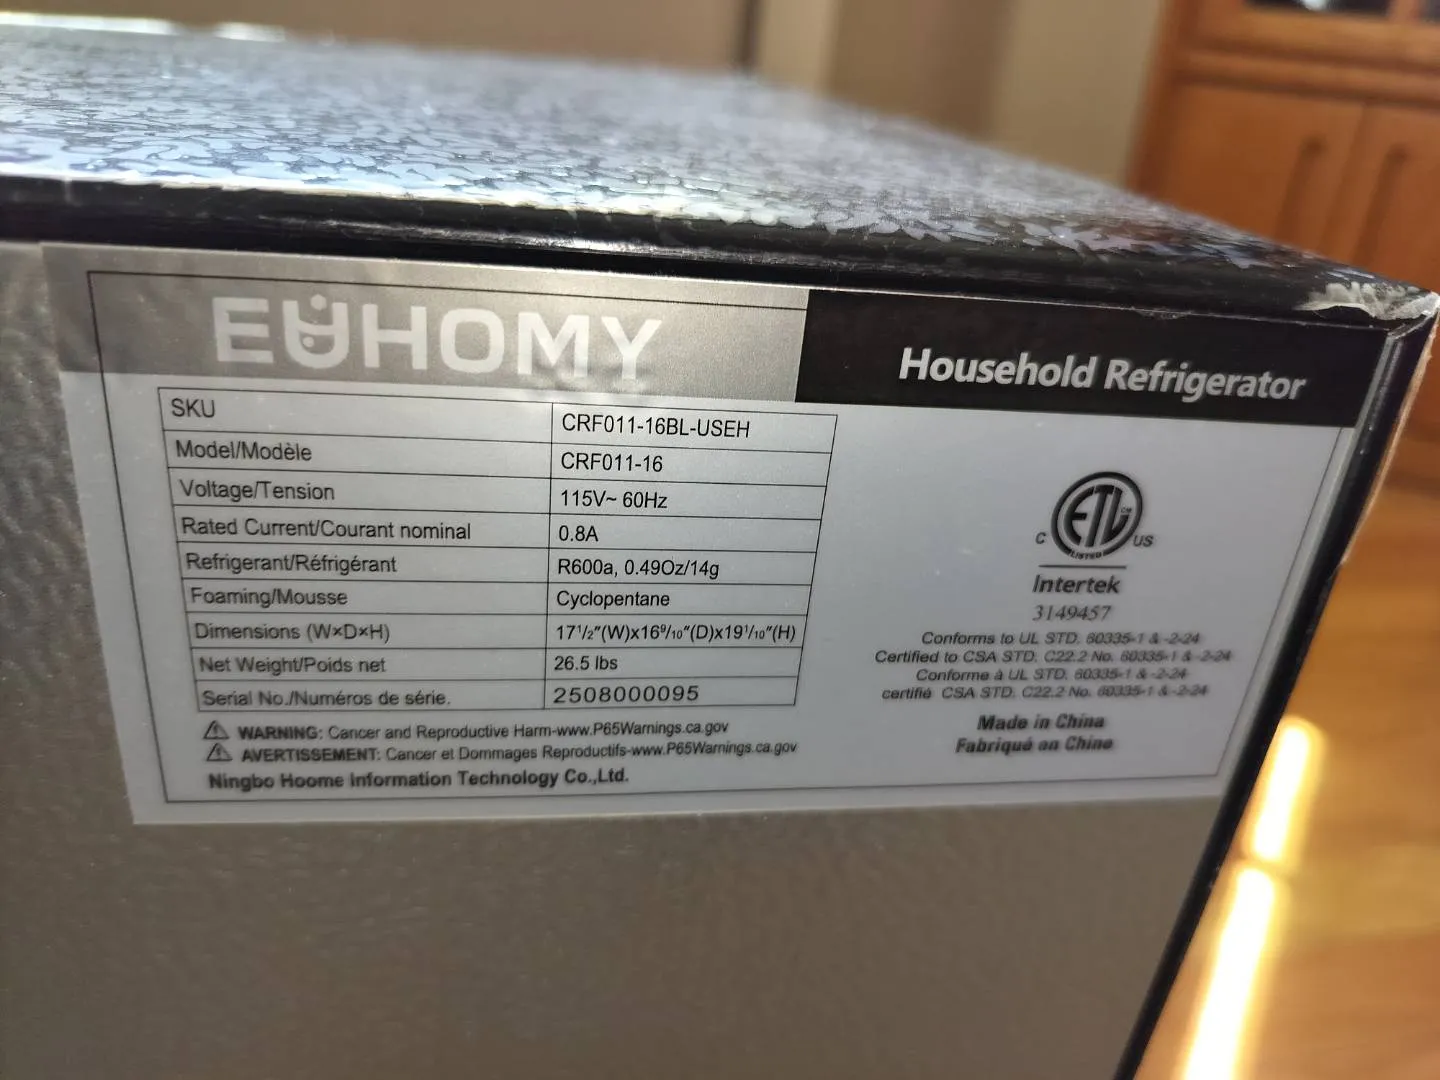 EUHOMY
Household Refrigerator
SKU CRF011-16BL-USEH
Model/Modèle CRF011-16
Voltage/Tension 115V~ 60Hz
Rated Current/Courant nominal 0.8A
Refrigerant/Réfrigérant R600a, 0.49Oz/14g
Foaming/Mousse Cyclopentane
Dimensions (W×D×H) 17¹/₂"(W)x16⁹/₁₀"(D)x19¹/₁₀"(H)
Net Weight/Poids net 26.5 lbs
Serial No./Numéros de série. 2508000095
WARNING: Cancer and Reproductive Harm-www.P65Warnings.ca.gov
AVERTISSEMENT: Cancer et Dommages Reproductifs-www.P65Warnings.ca.gov
Ningbo Hoome Information Technology Co.,Ltd.
C ETL CM US
LISTED
Intertek
3149457
Conforms to UL STD. 60335-1 & -2-24
Certified to CSA STD. C22.2 No. 60335-1 & -2-24
Conforme à UL STD. 60335-1 & -2-24
certifié CSA STD. C22.2 No. 60335-1 & -2-24
Made in China
Fabriqué en Chine